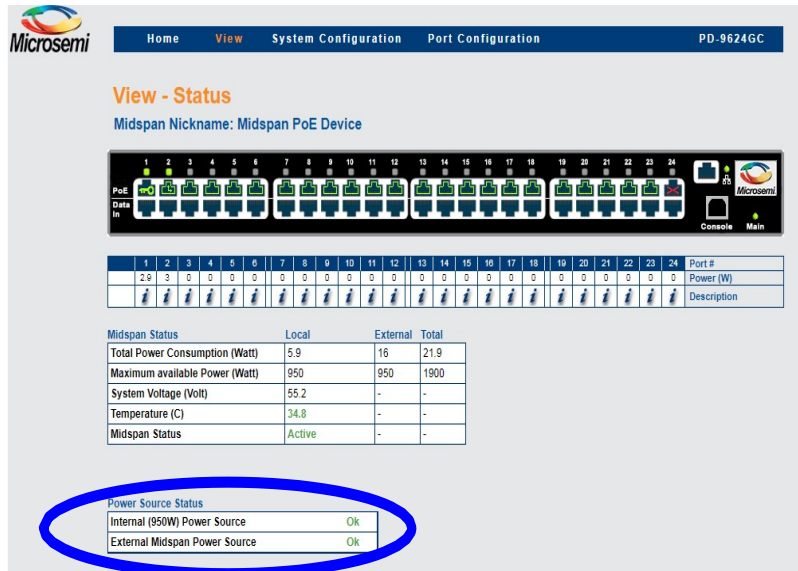 Microsemi
Home View System Configuration Port Configuration PD-9624GC
View - Status
Midspan Nickname: Midspan PoE Device
1 2 3 4 5 6 7 8 9 10 11 12 13 14 15 16 17 18 19 20 21 22 23 24
PoE
Microsemi
Data
In
Console Main
1 2 3 4 5 6 7 8 9 10 11 12 13 14 15 16 17 18 19 20 21 22 23 24 Port #
2.9 3 0 0 0 0 0 0 0 0 0 0 0 0 0 0 0 0 0 0 0 0 0 0 Power (W)
i i i i i i i i i i i i i i i i i i i i i i i i Description
Midspan Status Local External Total
Total Power Consumption (Watt) 5.9 16 21.9
Maximum available Power (Watt) 950 950 1900
System Voltage (Volt) 55.2 - -
Temperature (C) 34.8 - -
Midspan Status Active - -
Power Source Status
Internal (950W) Power Source Ok
External Midspan Power Source Ok